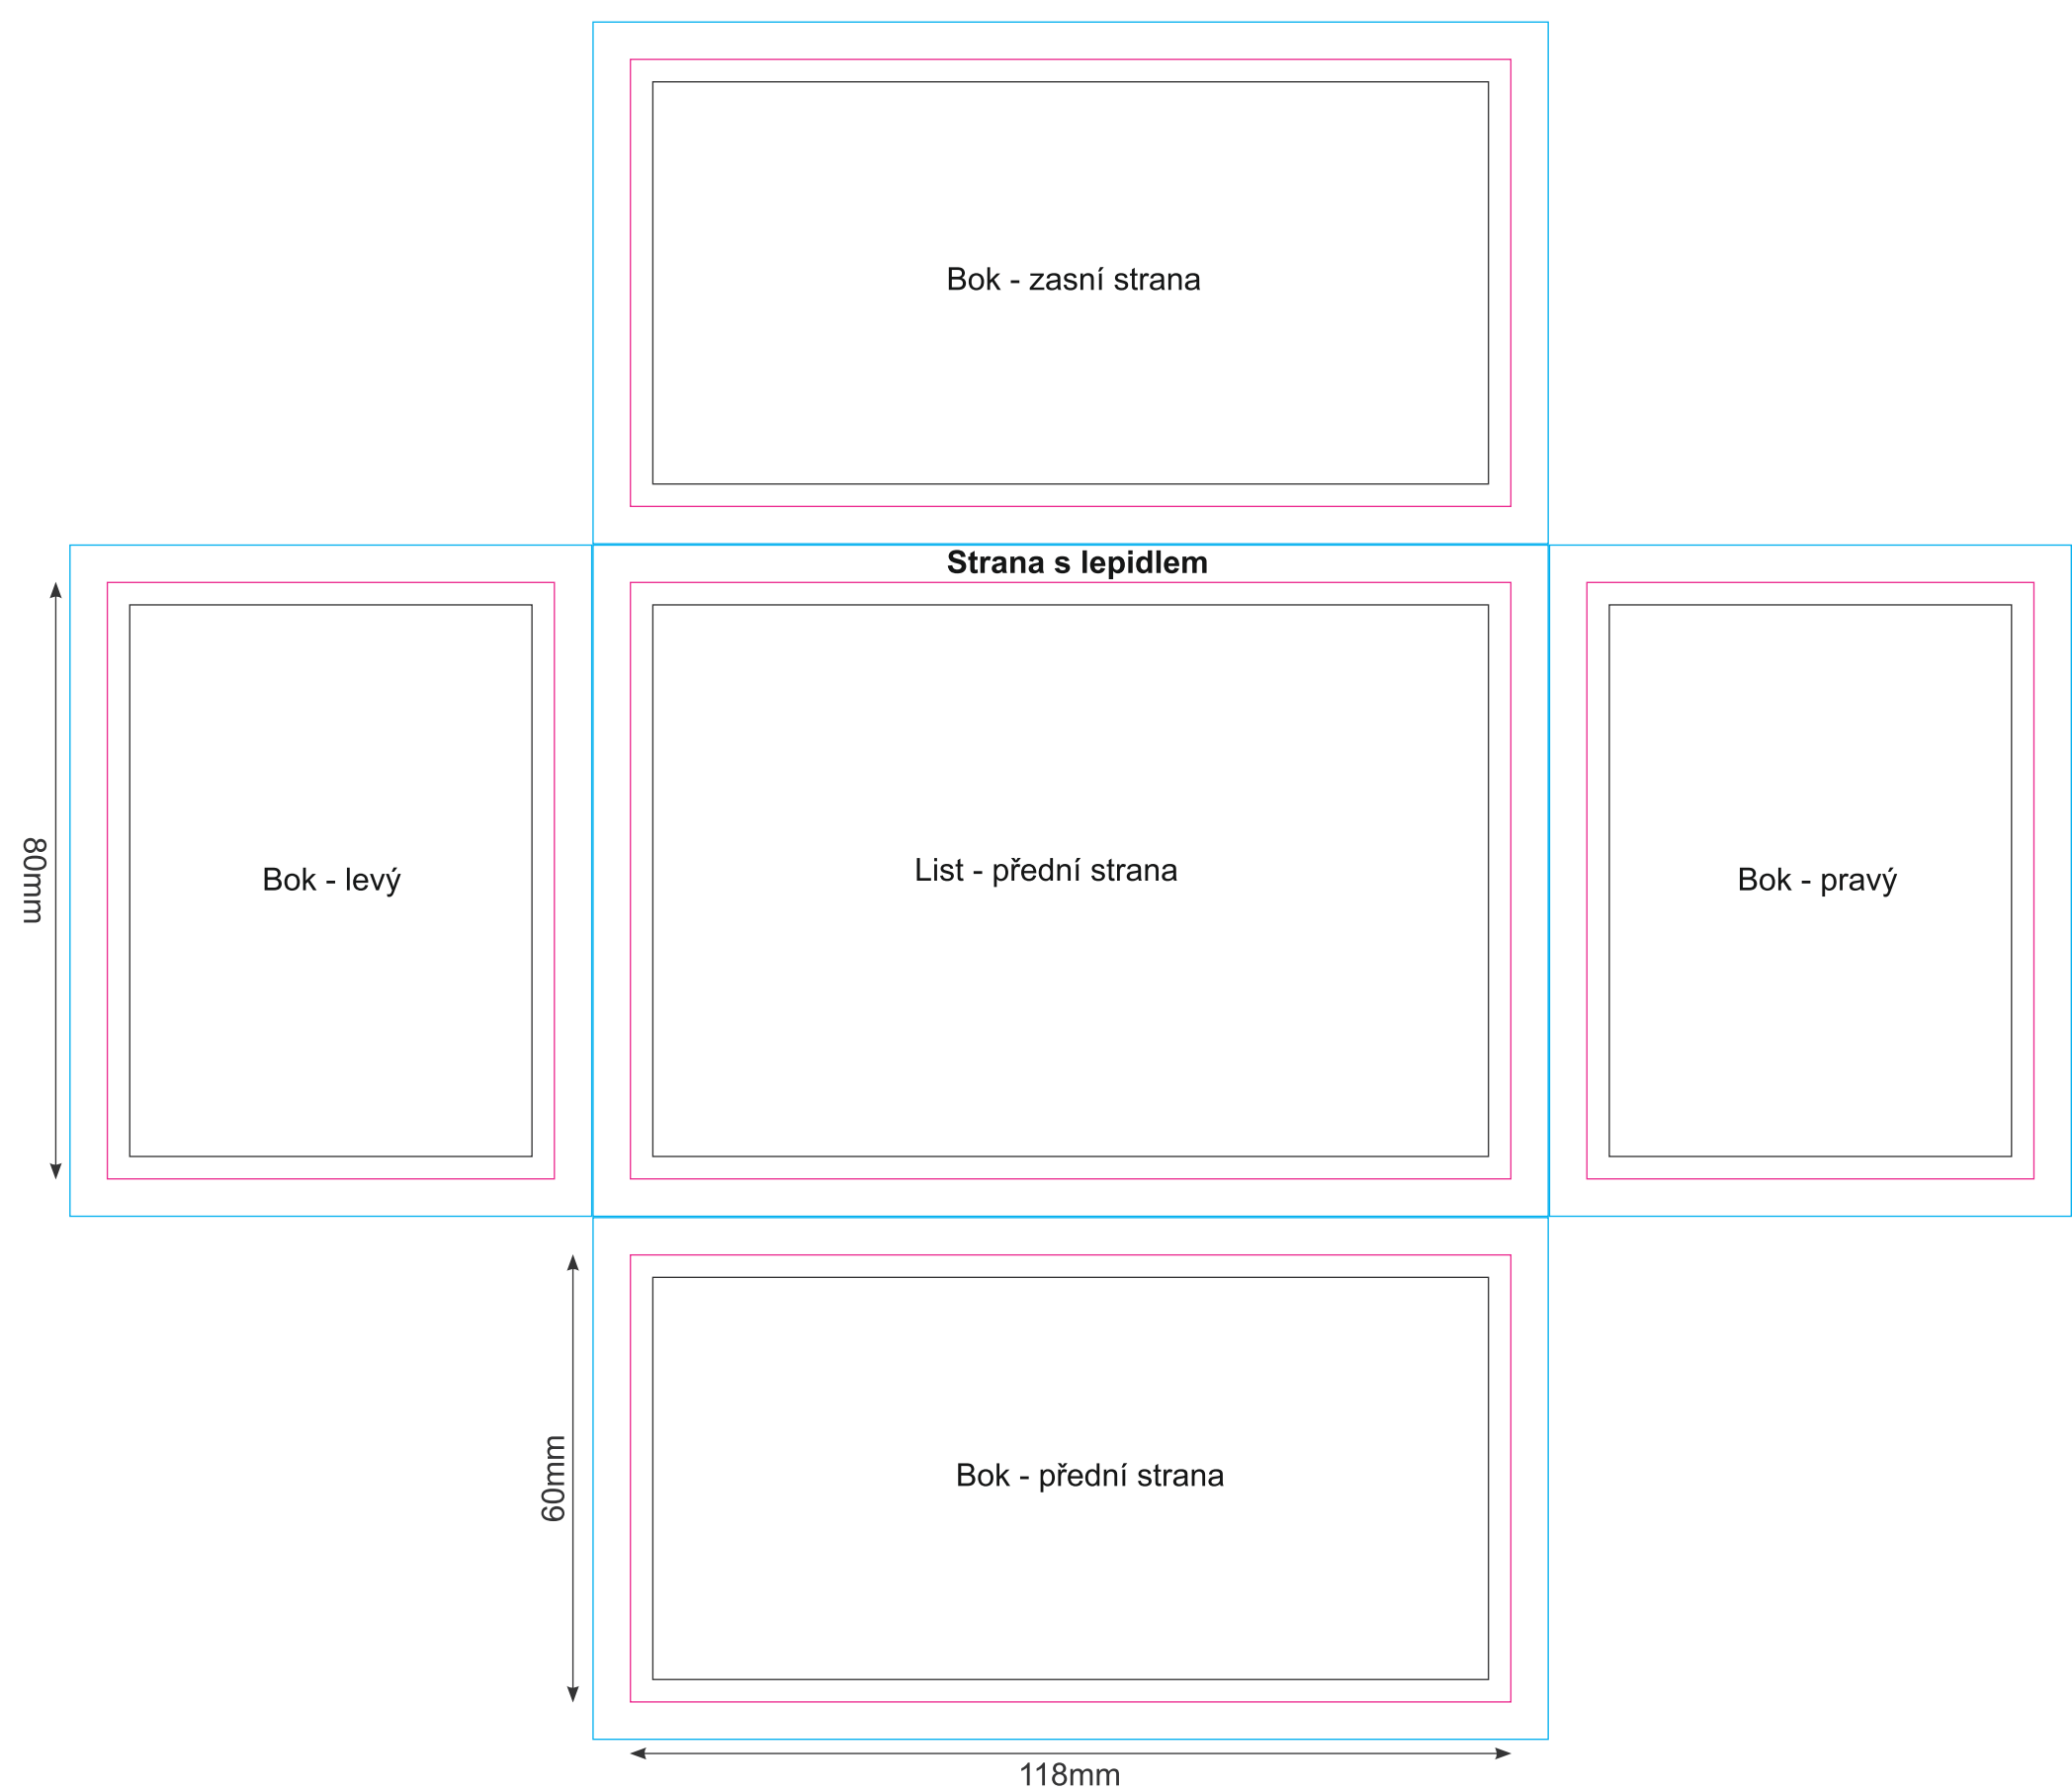 Bok - zasní strana
Strana s lepidlem
80mm
Bok - levý
List - přední strana
Bok - pravý
60mm
Bok - přední strana
118mm